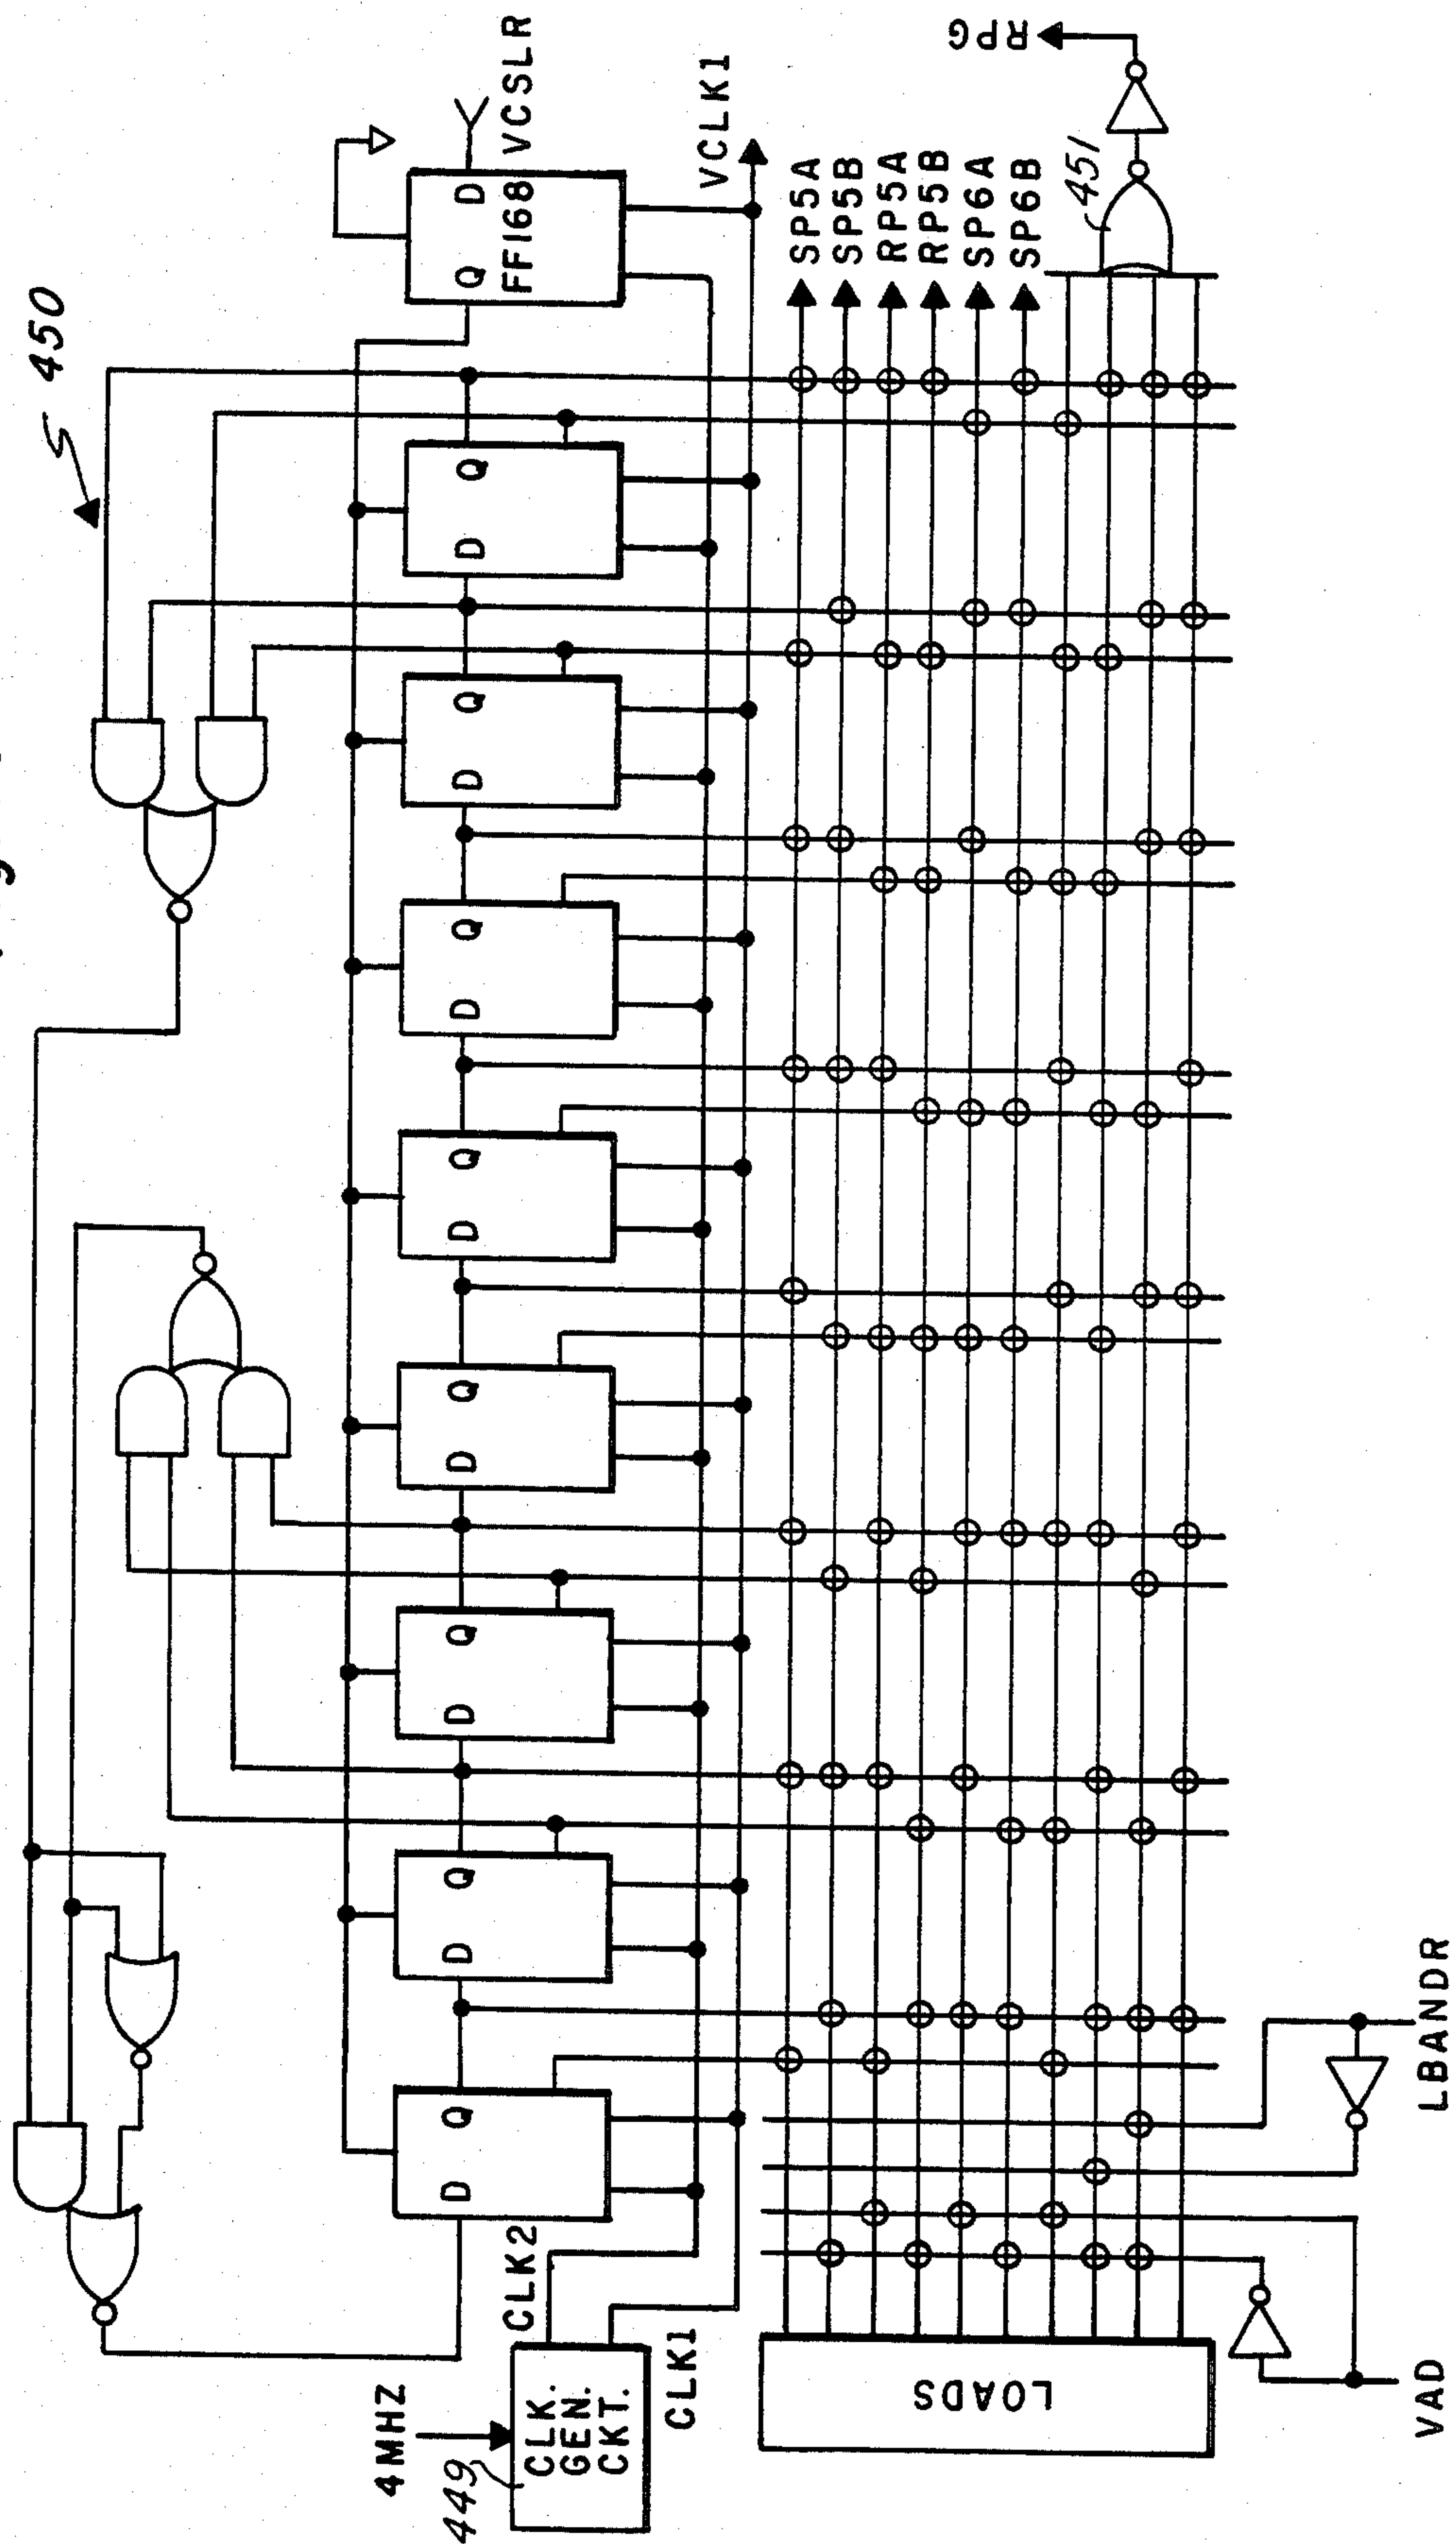 450
D
Q
FF168
VCSLR
VCLK1
Q
D
Q
D
Q
D
Q
D
Q
D
Q
D
Q
D
Q
D
SP5A
SP5B
RP5A
RP5B
SP6A
SP6B
451
RPG
4MHZ
449
CLK.
GEN.
CKT.
CLK2
CLK1
LOADS
VAD
LBANDR